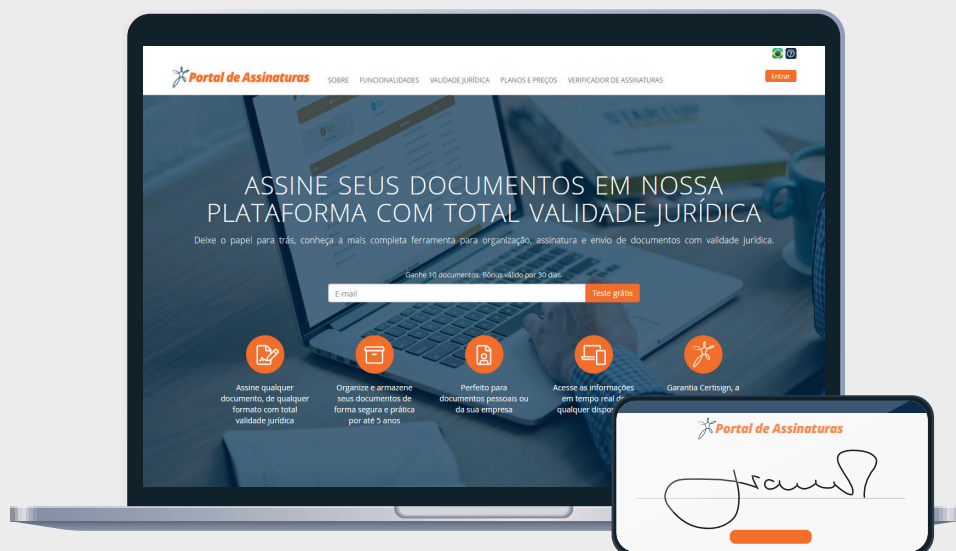 Portal de Assinaturas
SOBRE FUNCIONALIDADES VALIDADE JURÍDICA PLANOS E PREÇOS VERIFICADOR DE ASSINATURAS
Entrar
ASSINE SEUS DOCUMENTOS EM NOSSA
PLATAFORMA COM TOTAL VALIDADE JURÍDICA
Deixe o papel para trás, conheça a mais completa ferramenta para organização, assinatura e envio de documentos com validade jurídica.
Ganhe 10 documentos. Bônus válido por 30 dias
E-mail
Teste grátis
Assine qualquer
documento, de qualquer
formato com total
validade jurídica
Organize e armazene
seus documentos de
forma segura e prática
por até 5 anos
Perfeito para
documentos pessoais ou
da sua empresa
Acesse as informações
em tempo real de
qualquer dispos
Garantia Certisign, a
Portal de Assinaturas